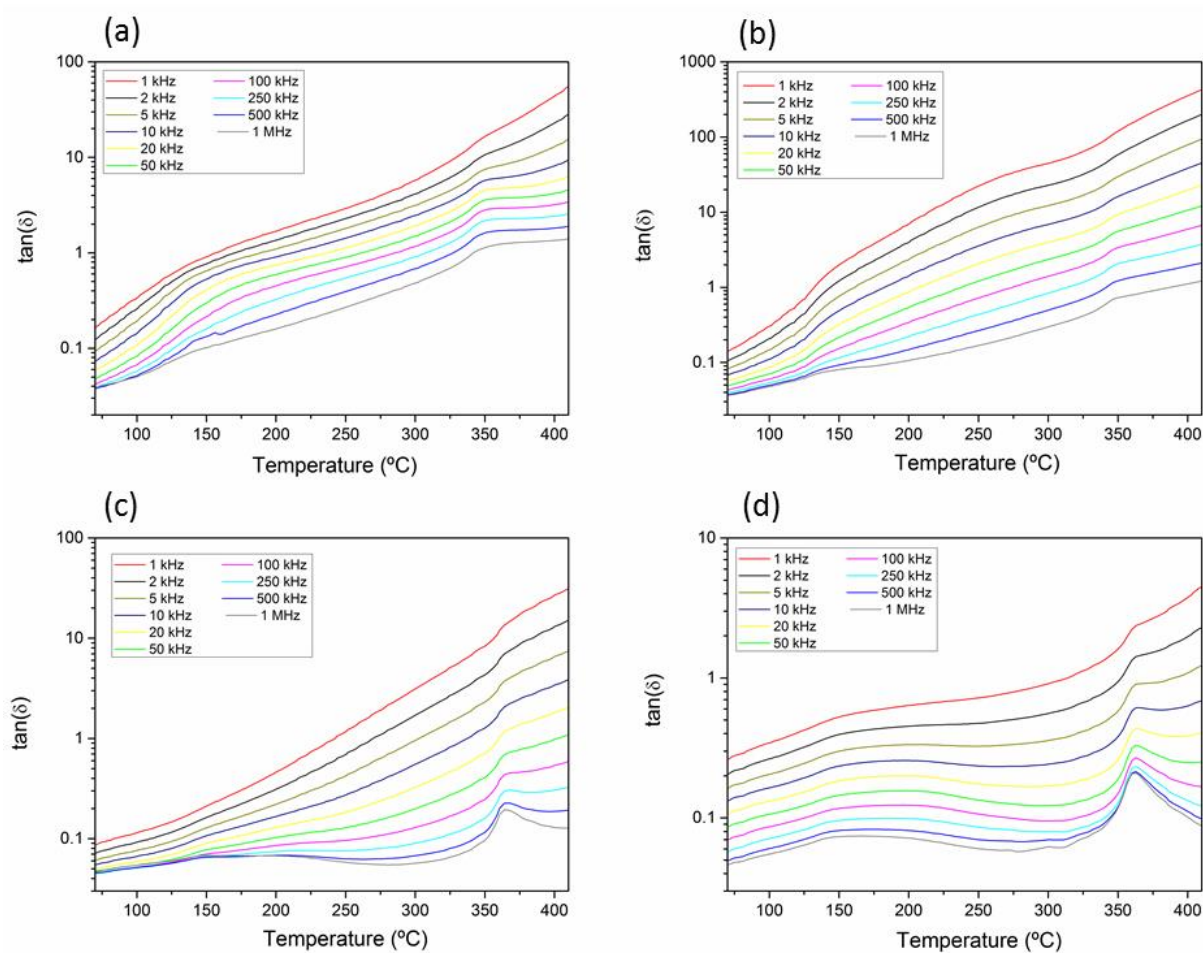 (a)
100
10
1
0.1
tan(δ)
1 kHz
2 kHz
5 kHz
10 kHz
20 kHz
50 kHz
100 kHz
250 kHz
500 kHz
1 MHz
100 150 200 250 300 350 400
Temperature (ºC)
(b)
1000
100
10
1
0.1
tan(δ)
1 kHz
2 kHz
5 kHz
10 kHz
20 kHz
50 kHz
100 kHz
250 kHz
500 kHz
1 MHz
100 150 200 250 300 350 400
Temperature (ºC)
(c)
100
10
1
0.1
tan(δ)
1 kHz
2 kHz
5 kHz
10 kHz
20 kHz
50 kHz
100 kHz
250 kHz
500 kHz
1 MHz
100 150 200 250 300 350 400
Temperature (ºC)
(d)
10
1
0.1
tan(δ)
1 kHz
2 kHz
5 kHz
10 kHz
20 kHz
50 kHz
100 kHz
250 kHz
500 kHz
1 MHz
100 150 200 250 300 350 400
Temperature (ºC)